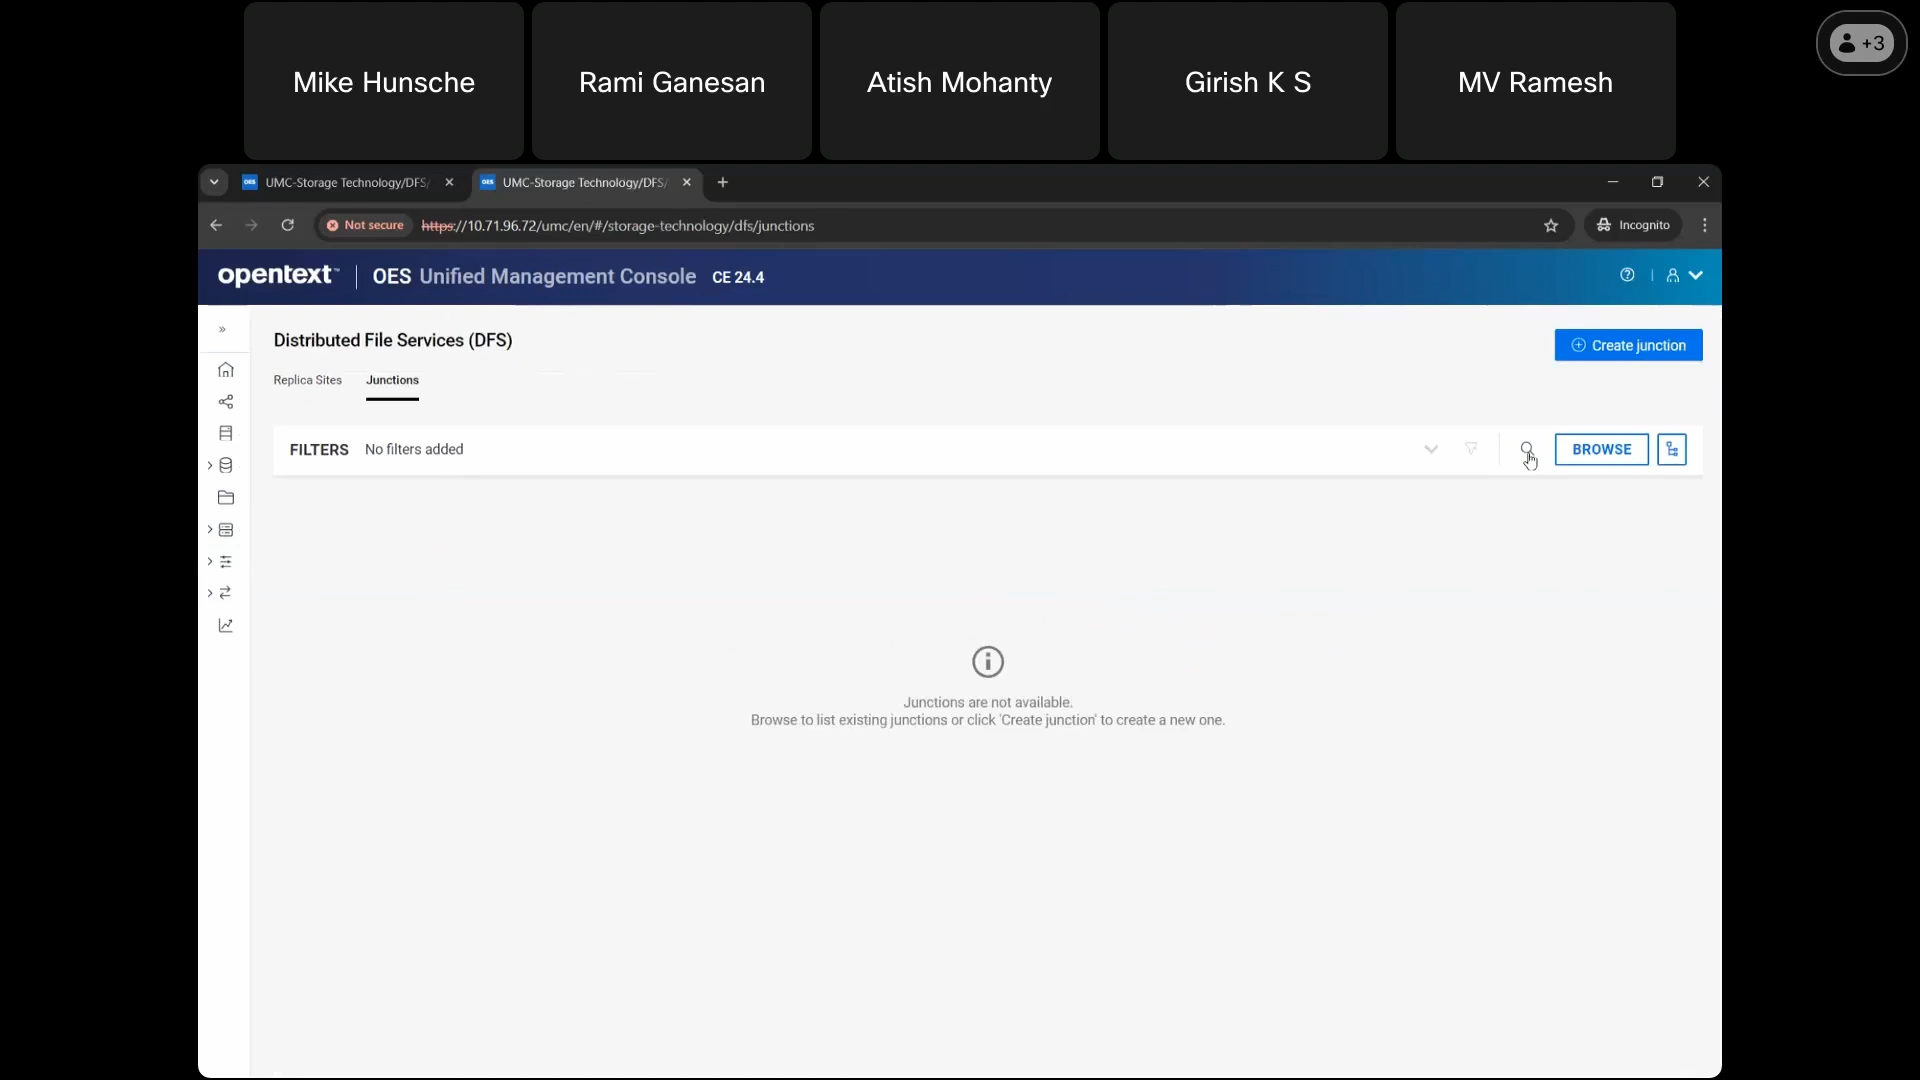 Mike Hunsche
Rami Ganesan
Atish Mohanty
Girish K S
MV Ramesh
+3
UMC-Storage Technology/DFS/
UMC-Storage Technology/DFS/
Not secure
https://10.71.96.72/umc/en/#/storage-technology/dfs/junctions
Incognito
opentext™ | OES Unified Management Console CE 24.4
Distributed File Services (DFS)
Create junction
Replica Sites
Junctions
FILTERS No filters added
BROWSE
Junctions are not available.
Browse to list existing junctions or click 'Create junction' to create a new one.